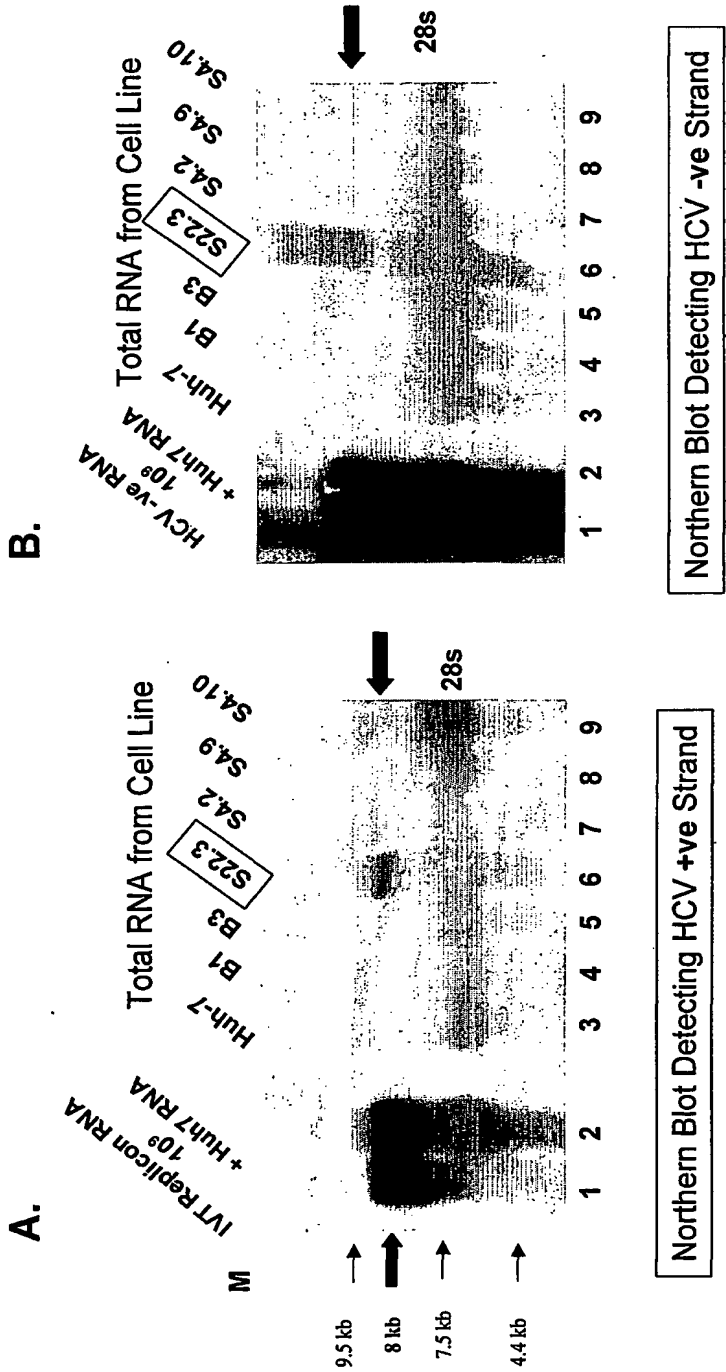 A.
IVT Replicon RNA
10⁹
+ Huh7 RNA
Total RNA from Cell Line
Huh-7
B1
B3
S22.3
S4.2
S4.9
S4.10
M
9.5 kb
8 kb
7.5 kb
4.4 kb
28s
1 2 3 4 5 6 7 8 9
Northern Blot Detecting HCV +ve Strand
B.
HCV-ve RNA
10⁹
+ Huh7 RNA
Total RNA from Cell Line
Huh-7
B1
B3
S22.3
S4.2
S4.9
S4.10
28s
1 2 3 4 5 6 7 8 9
Northern Blot Detecting HCV -ve Strand